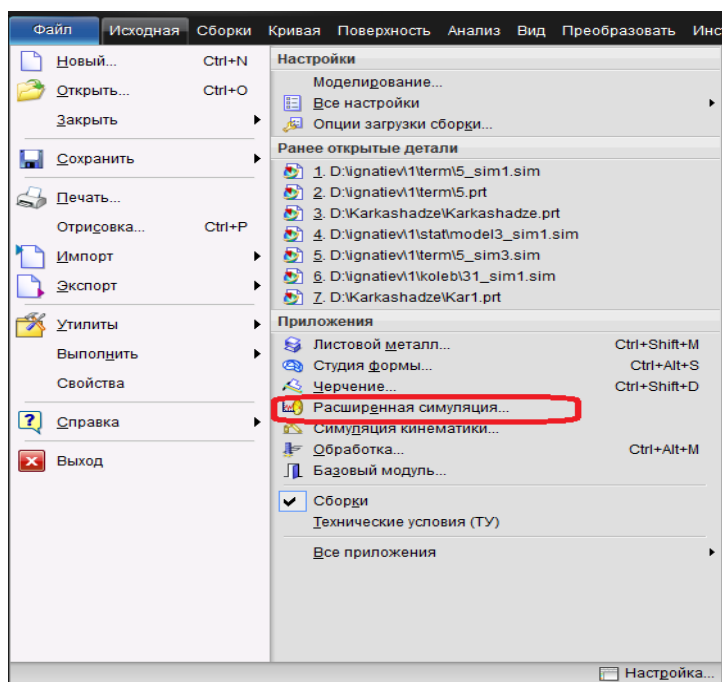 Файл Исходная Сборки Кривая Поверхность Анализ Вид Преобразовать Инс
Новый... Ctrl+N
Открыть... Ctrl+O
Закрыть
Сохранить
Печать...
Отрисовка... Ctrl+P
Импорт
Экспорт
Утилиты
Выполнить
Свойства
Справка
Выход
Настройки
Моделирование...
Все настройки
Опции загрузки сборки...
Ранее открытые детали
1. D:\ignatiev\1\term\5_sim1.sim
2. D:\ignatiev\1\term\5.prt
3. D:\Karkashadze\Karkashadze.prt
4. D:\ignatiev\1\stat\model3_sim1.sim
5. D:\ignatiev\1\term\5_sim3.sim
6. D:\ignatiev\1\koleb\31_sim1.sim
7. D:\Karkashadze\Kar1.prt
Приложения
Листовой металл... Ctrl+Shift+M
Студия формы... Ctrl+Alt+S
Черчение... Ctrl+Shift+D
Расширенная симуляция...
Симуляция кинематики...
Обработка... Ctrl+Alt+M
Базовый модуль...
Сборки
Технические условия (ТУ)
Все приложения
Настройка...